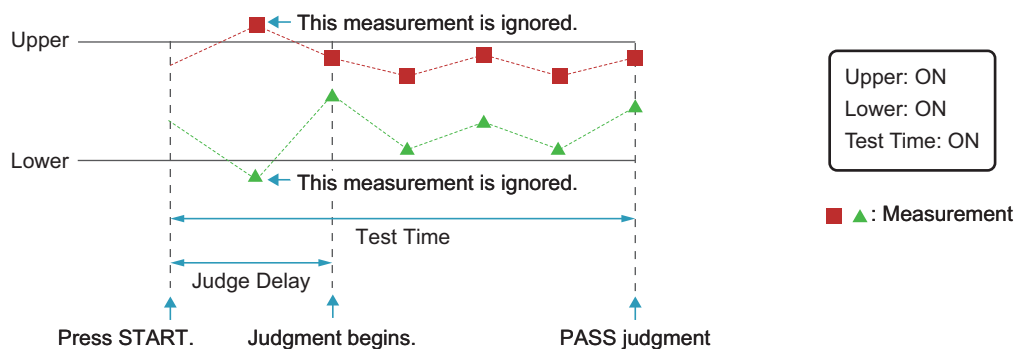 This measurement is ignored.
Upper
Lower
This measurement is ignored.
Test Time
Judge Delay
Press START.
Judgment begins.
PASS judgment
Upper: ON
Lower: ON
Test Time: ON
: Measurement